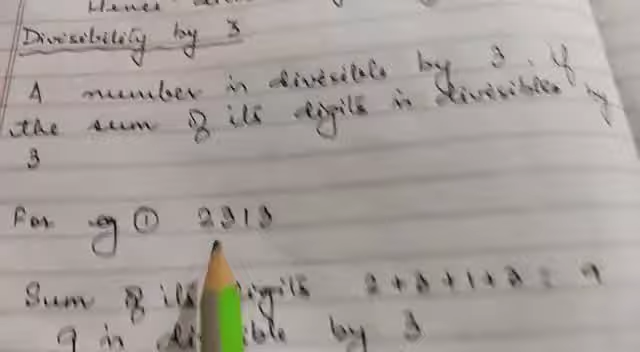 Hence
Divisibility by 3
A number is divisible by 3. if
the sum of its digits is divisible by
3
For eg ① 2313
Sum of its digits 2+3+1+3 = 9
9 is divisible by 3